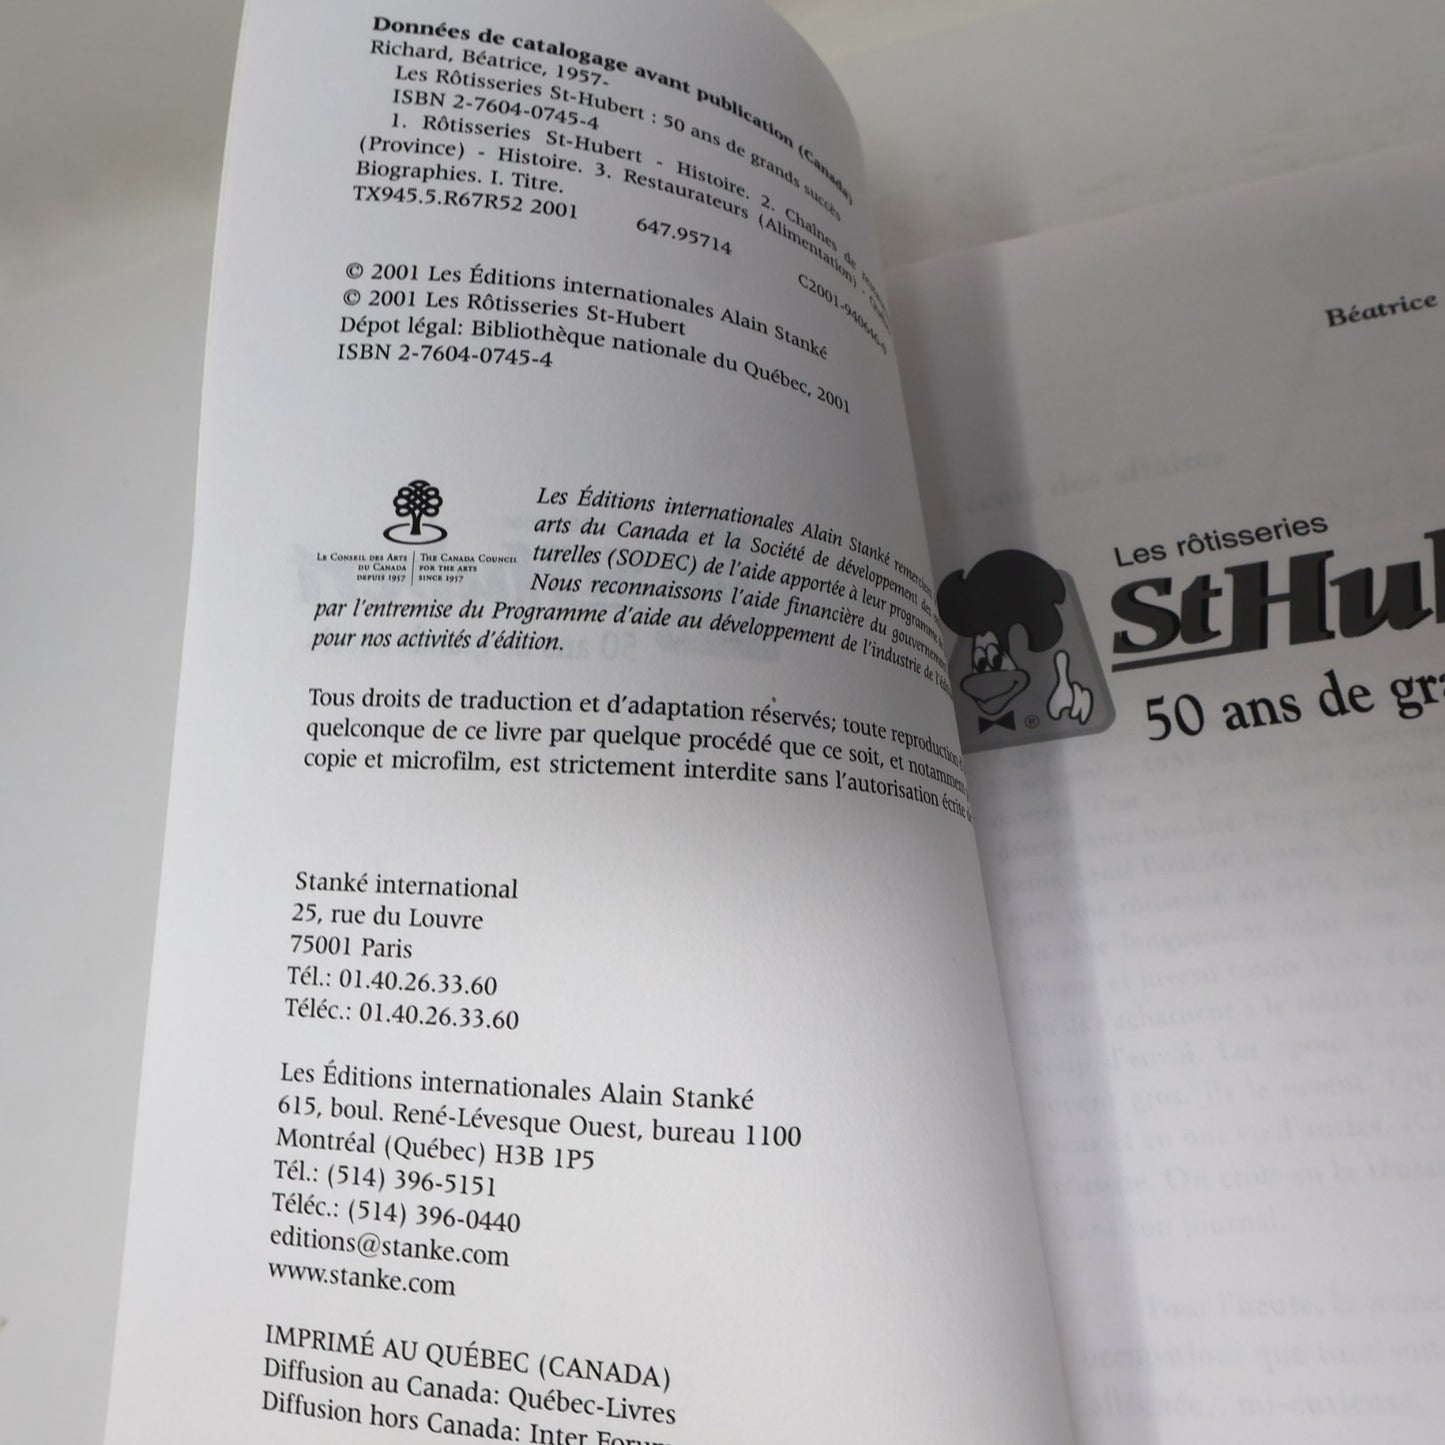 Données de catalogage avant publication (Canada)
Richard, Béatrice, 1957-
Les Rôtisseries St-Hubert : 50 ans de grands succès
ISBN 2-7604-0745-4
1. Rôtisseries St-Hubert - Histoire. 2. Chaînes de
(Province) - Histoire. 3. Restaurateurs (Alimentation) -
Biographies. I. Titre.
TX945.5.R67R52 2001 647.95714 C2001-940646-6
© 2001 Les Éditions internationales Alain Stanké
© 2001 Les Rôtisseries St-Hubert
Dépot légal: Bibliothèque nationale du Québec, 2001
ISBN 2-7604-0745-4
LE CONSEIL DES ARTS THE CANADA COUNCIL
DU CANADA FOR THE ARTS
DEPUIS 1957 SINCE 1957
Les Éditions internationales Alain Stanké remercient
arts du Canada et la Société de développement des
turelles (SODEC) de l'aide apportée à leur programme de
Nous reconnaissons l'aide financière du gouvernement
par l'entremise du Programme d'aide au développement de l'industrie de
pour nos activités d'édition.
Tous droits de traduction et d'adaptation réservés; toute reproduction
quelconque de ce livre par quelque procédé que ce soit, et notamment
copie et microfilm, est strictement interdite sans l'autorisation écrite de
Stanké international
25, rue du Louvre
75001 Paris
Tél.: 01.40.26.33.60
Téléc.: 01.40.26.33.60
Les Éditions internationales Alain Stanké
615, boul. René-Lévesque Ouest, bureau 1100
Montréal (Québec) H3B 1P5
Tél.: (514) 396-5151
Téléc.: (514) 396-0440
editions@stanke.com
www.stanke.com
IMPRIMÉ AU QUÉBEC (CANADA)
Diffusion au Canada: Québec-Livres
Diffusion hors Canada: Inter Forum
Béatrice
Les rôtisseries
StHu
®
50 ans de gra